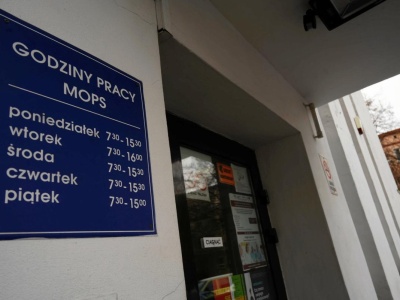 GODZINY PRACY
MOPS
poniedziałek 7³⁰-15³⁰
wtorek 7³⁰-16⁰⁰
środa 7³⁰-15³⁰
czwartek 7³⁰-15³⁰
piątek 7³⁰-15⁰⁰
CIĄGNĄĆ